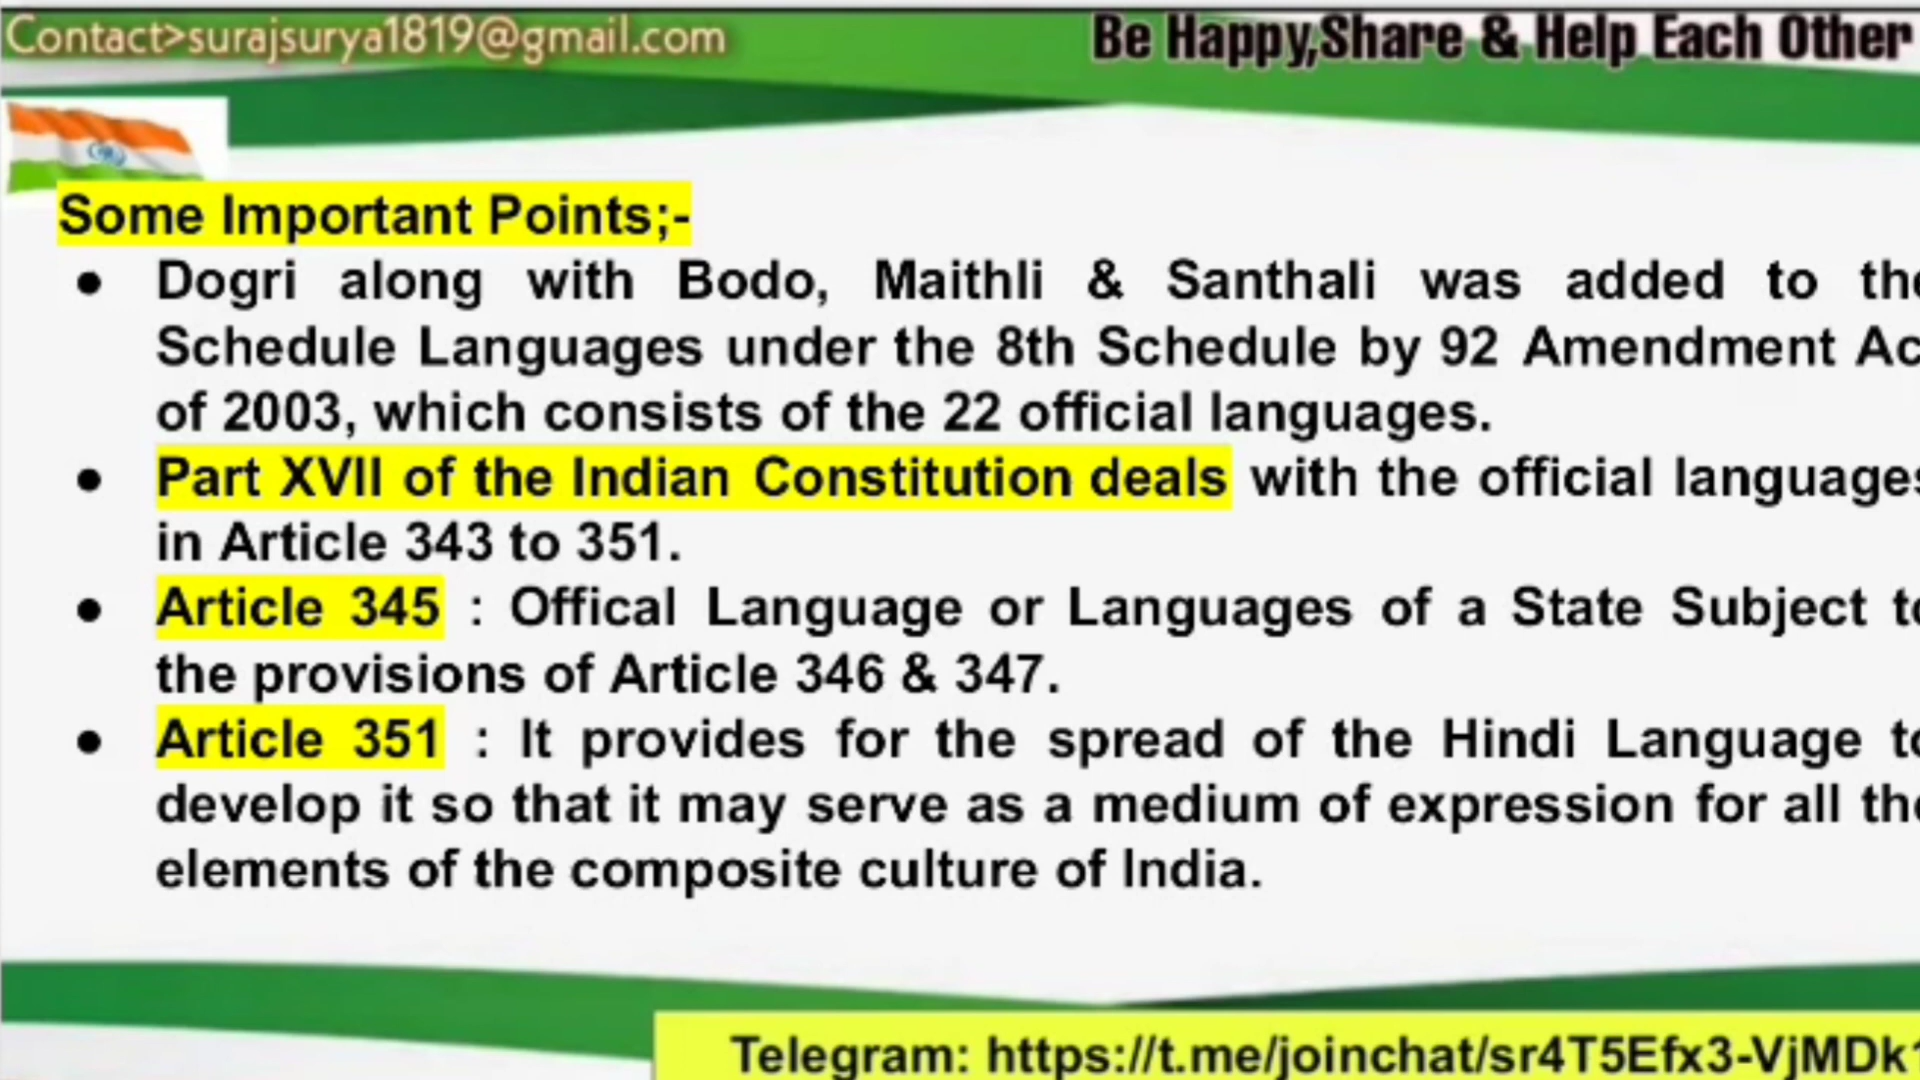 Contact>surajsurya1819@gmail.com
Be Happy,Share & Help Each Other
Some Important Points;-
● Dogri along with Bodo, Maithli & Santhali was added to the
Schedule Languages under the 8th Schedule by 92 Amendment Ac
of 2003, which consists of the 22 official languages.
● Part XVII of the Indian Constitution deals with the official languages
in Article 343 to 351.
● Article 345 : Offical Language or Languages of a State Subject to
the provisions of Article 346 & 347.
● Article 351 : It provides for the spread of the Hindi Language to
develop it so that it may serve as a medium of expression for all the
elements of the composite culture of India.
Telegram: https://t.me/joinchat/sr4T5Efx3-VjMDk1